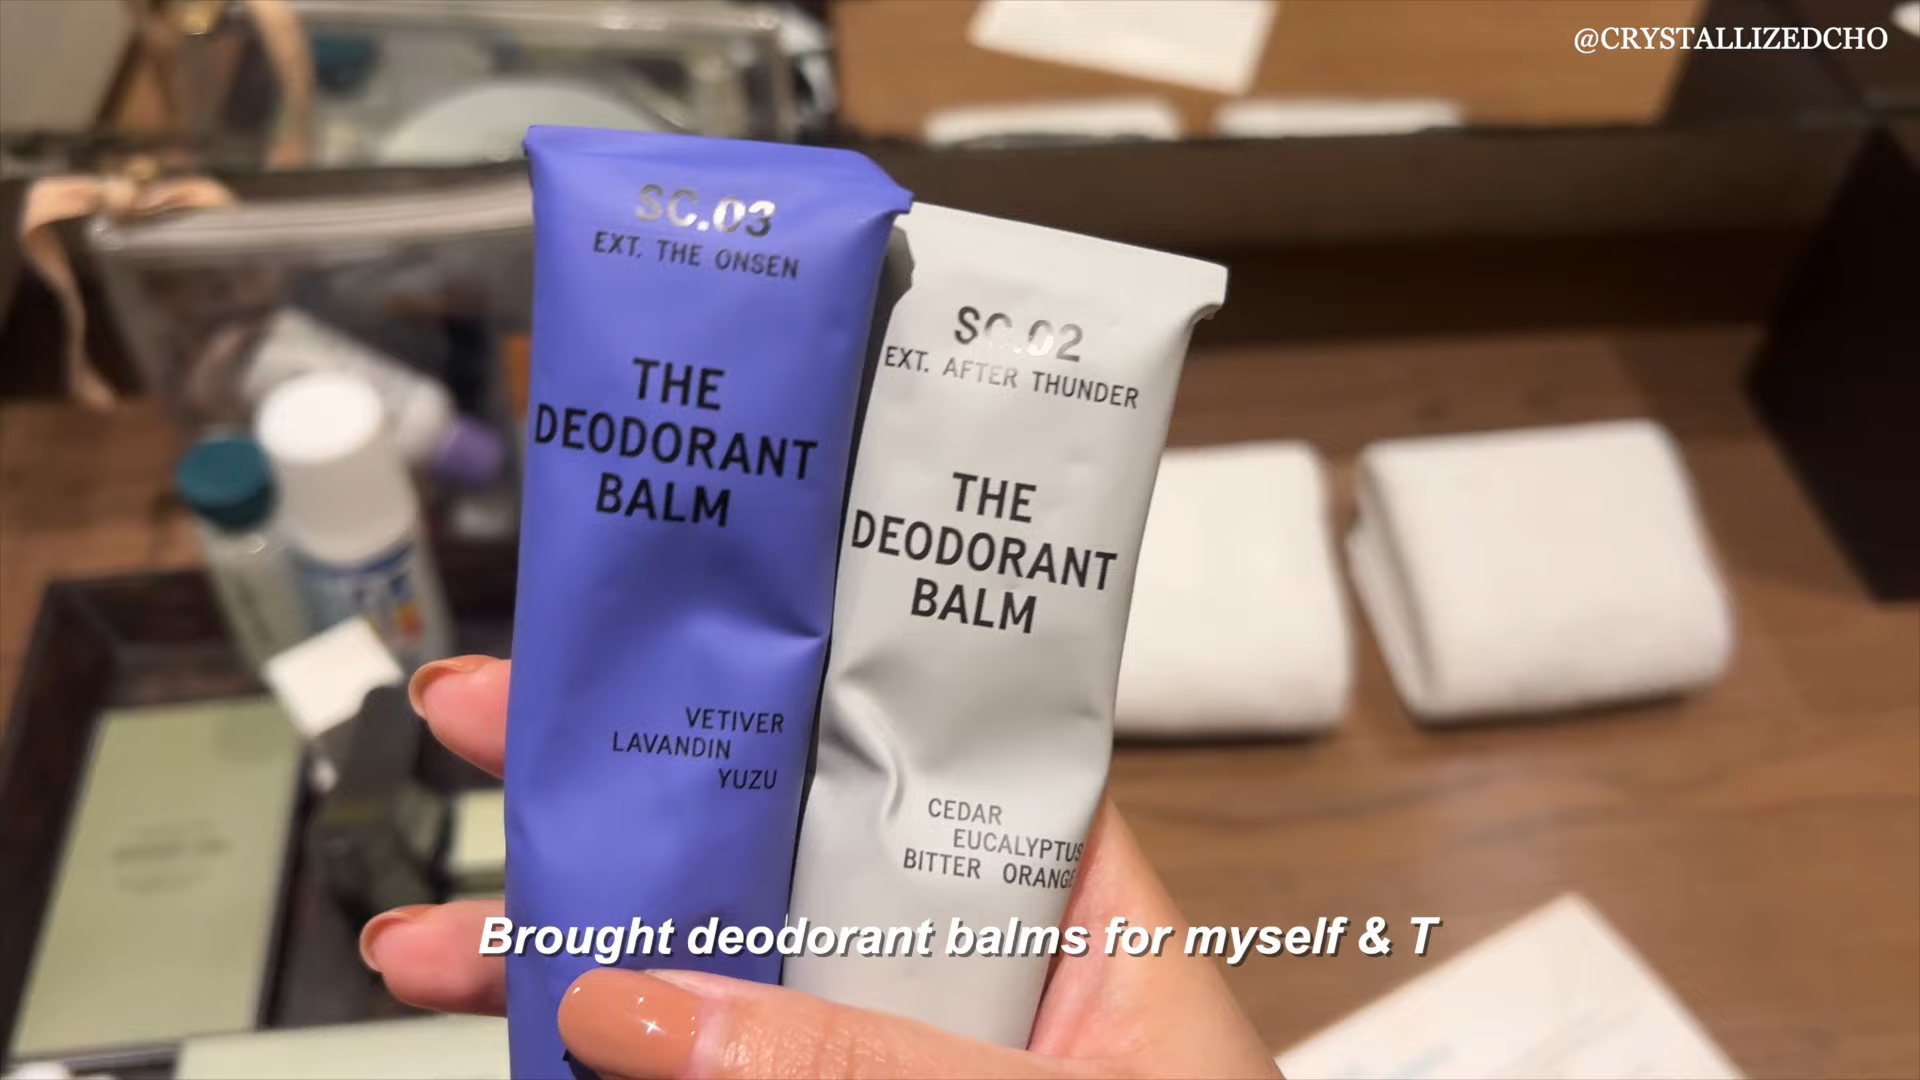 @CRYSTALLIZEDCHO
SC.03
EXT. THE ONSEN
THE
DEODORANT
BALM
VETIVER
LAVANDIN
YUZU
SC.02
EXT. AFTER THUNDER
THE
DEODORANT
BALM
CEDAR
EUCALYPTUS
BITTER ORANGE
Brought deodorant balms for myself & T